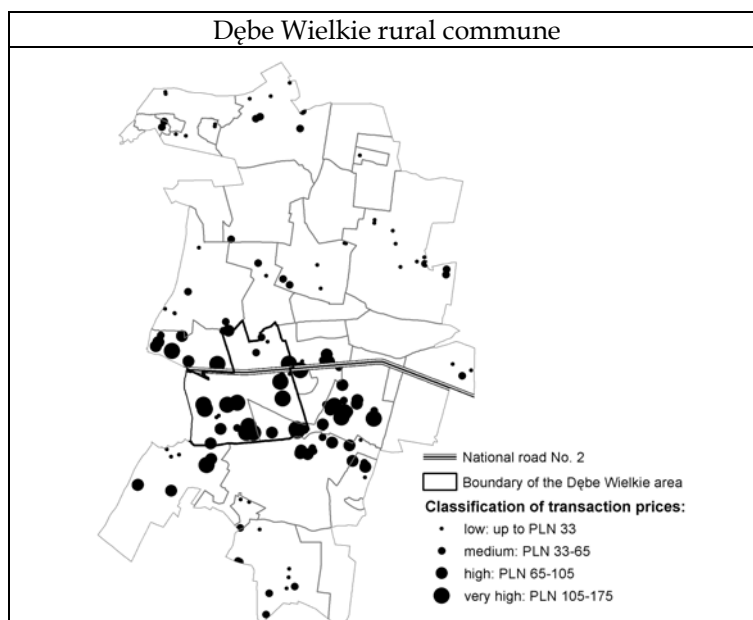 Dębe Wielkie rural commune
National road No. 2
Boundary of the Dębe Wielkie area
Classification of transaction prices:
low: up to PLN 33
medium: PLN 33-65
high: PLN 65-105
very high: PLN 105-175